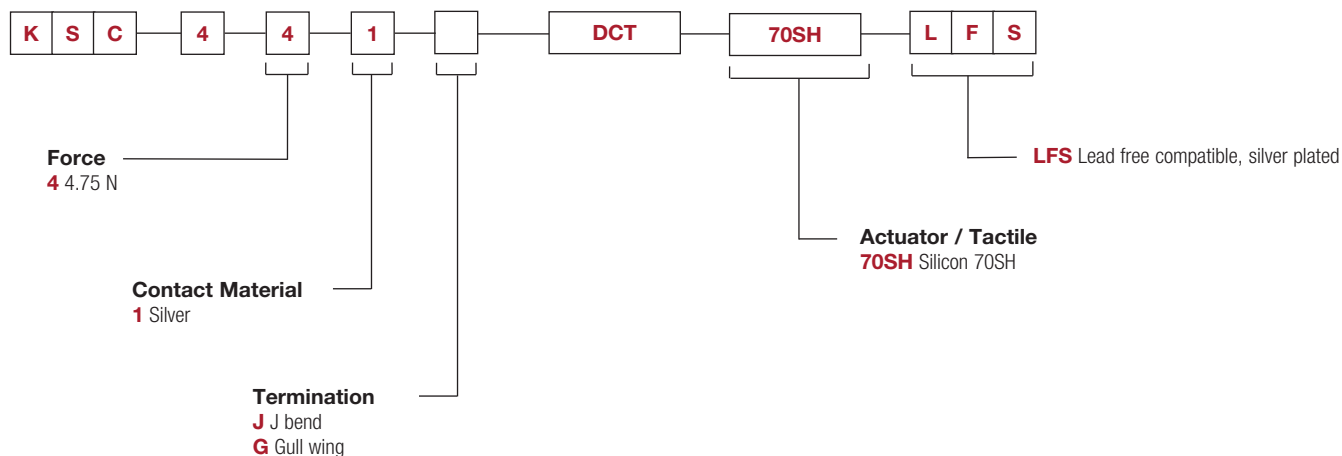 K S C 4 4 1 DCT 70SH L F S
Force
4 4.75 N
LFS Lead free compatible, silver plated
Actuator / Tactile
70SH Silicon 70SH
Contact Material
1 Silver
Termination
J J bend
G Gull wing